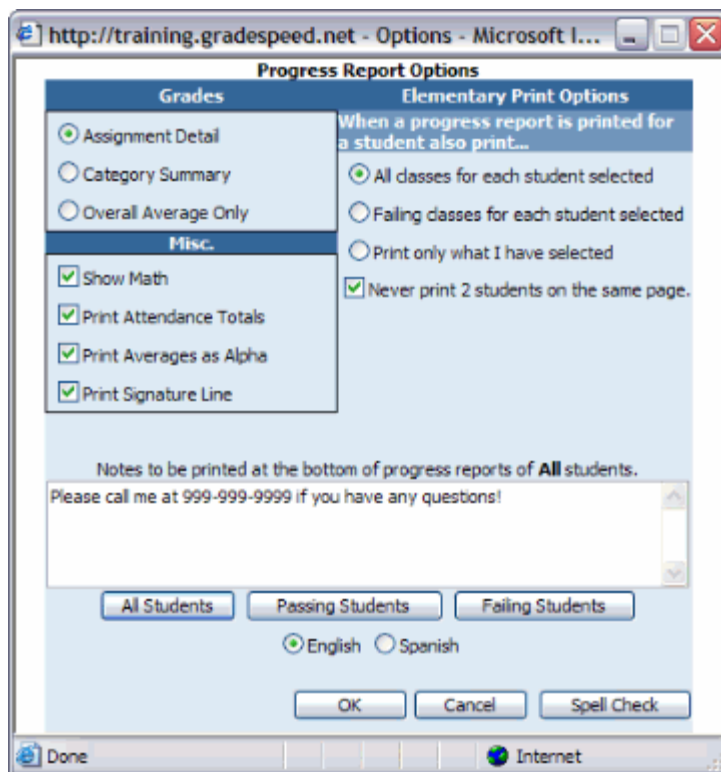 http://training.gradespeed.net - Options - Microsoft I...
Progress Report Options
Grades
Assignment Detail
Category Summary
Overall Average Only
Misc.
Show Math
Print Attendance Totals
Print Averages as Alpha
Print Signature Line
Elementary Print Options
When a progress report is printed for
a student also print...
All classes for each student selected
Failing classes for each student selected
Print only what I have selected
Never print 2 students on the same page.
Notes to be printed at the bottom of progress reports of All students.
Please call me at 999-999-9999 if you have any questions!
All Students Passing Students Failing Students
English Spanish
OK Cancel Spell Check
Done Internet